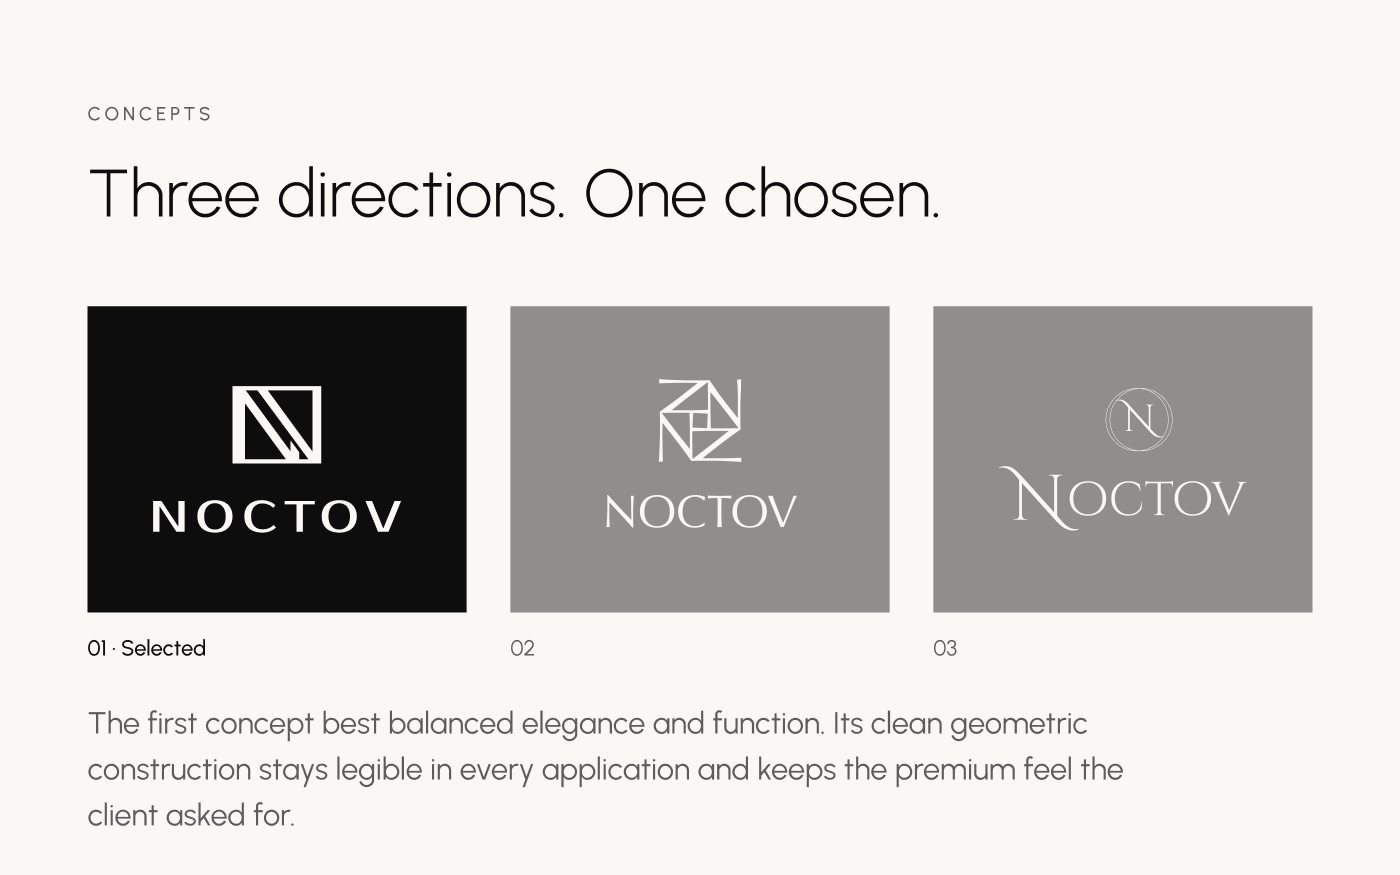 CONCEPTS
Three directions. One chosen.
NOCTOV
NOCTOV
N
NOCTOV
01 · Selected
02
03
The first concept best balanced elegance and function. Its clean geometric
construction stays legible in every application and keeps the premium feel the
client asked for.